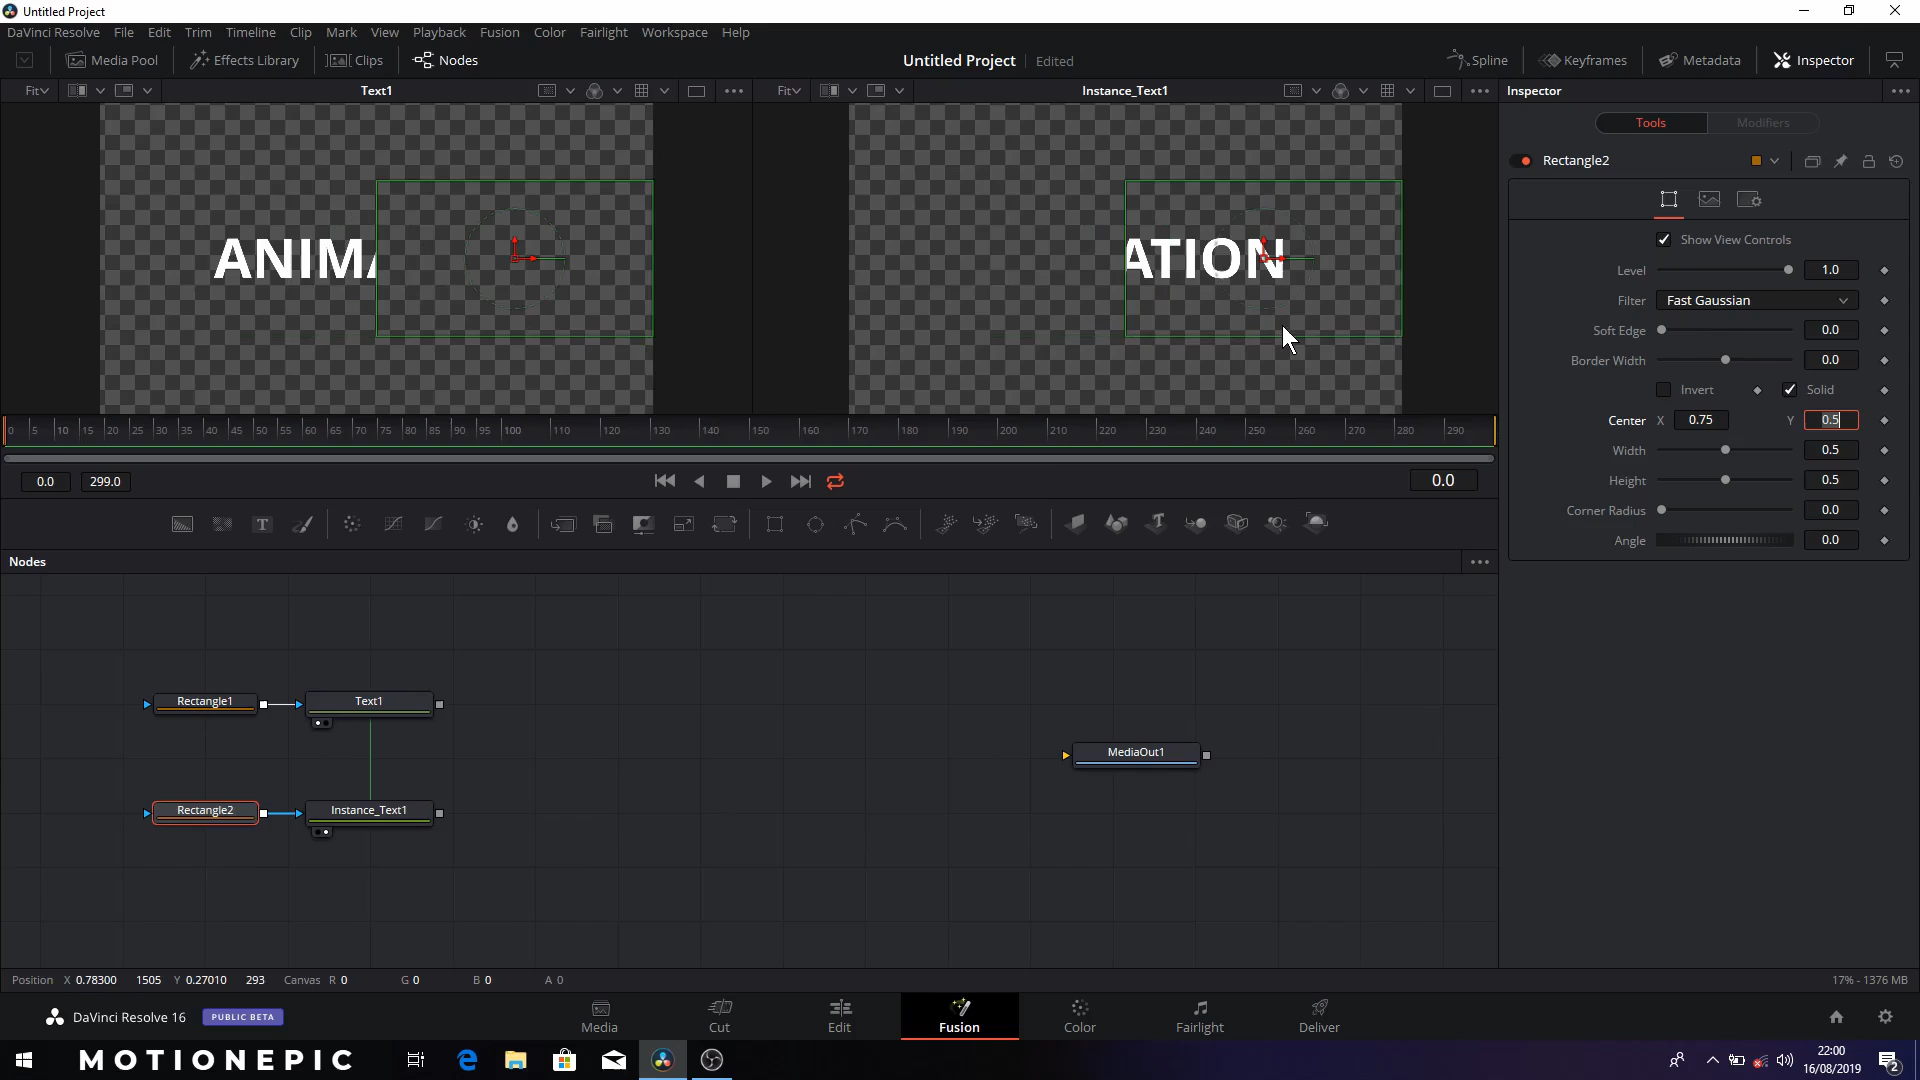 Untitled Project
DaVinci Resolve File Edit Trim Timeline Clip Mark View Playback Fusion Color Fairlight Workspace Help
Media Pool Effects Library Clips Nodes Untitled Project Edited Spline Keyframes Metadata Inspector
Fit Text1 Fit Instance_Text1 Inspector
Tools Modifiers
Rectangle2
Show View Controls
Level 1.0
Filter Fast Gaussian
Soft Edge 0.0
Border Width 0.0
Invert Solid
Center X 0.75 Y 0.5
Width 0.5
Height 0.5
Corner Radius 0.0
Angle 0.0
ANIMA
ATION
0 5 10 15 20 25 30 35 40 45 50 55 60 65 70 75 80 85 90 95 100 110 120 130 140 150 160 170 180 190 200 210 220 230 240 250 260 270 280 290
0.0 299.0 0.0
Nodes
Rectangle1 Text1
MediaOut1
Rectangle2 Instance_Text1
Position X 0.78300 1505 Y 0.27010 293 Canvas R 0 G 0 B 0 A 0 17% - 1376 MB
DaVinci Resolve 16 PUBLIC BETA Media Cut Edit Fusion Color Fairlight Deliver
MOTIONEPIC
22:00
16/08/2019
2